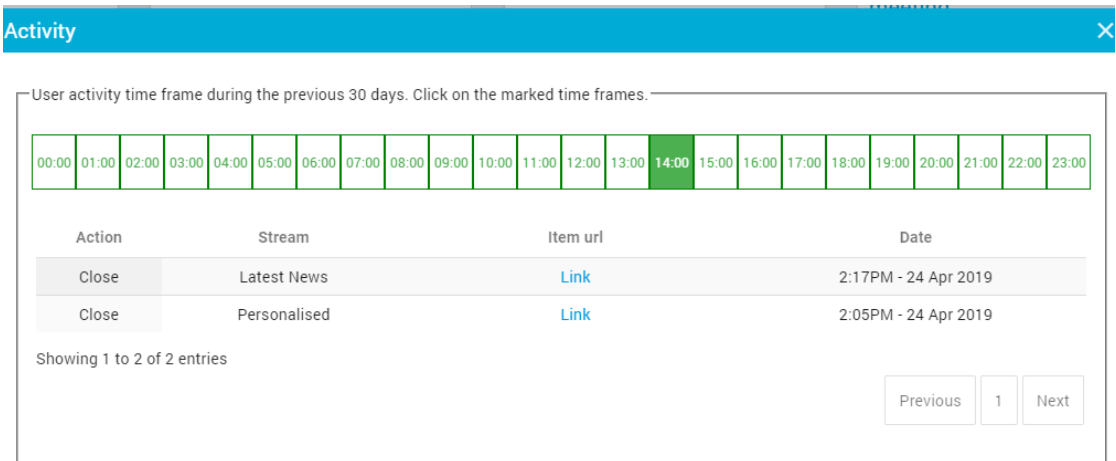 Activity
User activity time frame during the previous 30 days. Click on the marked time frames.
00:00 01:00 02:00 03:00 04:00 05:00 06:00 07:00 08:00 09:00 10:00 11:00 12:00 13:00 14:00 15:00 16:00 17:00 18:00 19:00 20:00 21:00 22:00 23:00
Action Stream Item url Date
Close Latest News Link 2:17PM - 24 Apr 2019
Close Personalised Link 2:05PM - 24 Apr 2019
Showing 1 to 2 of 2 entries
Previous 1 Next